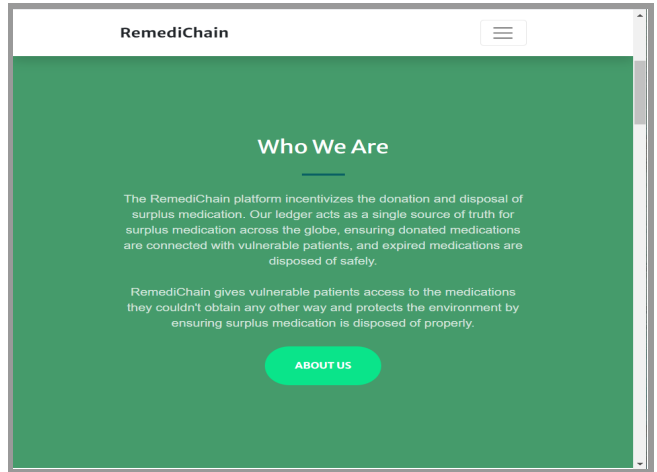 RemediChain
Who We Are
The RemediChain platform incentivizes the donation and disposal of
surplus medication. Our ledger acts as a single source of truth for
surplus medication across the globe, ensuring donated medications
are connected with vulnerable patients, and expired medications are
disposed of safely.
RemediChain gives vulnerable patients access to the medications
they couldn't obtain any other way and protects the environment by
ensuring surplus medication is disposed of properly.
ABOUT US